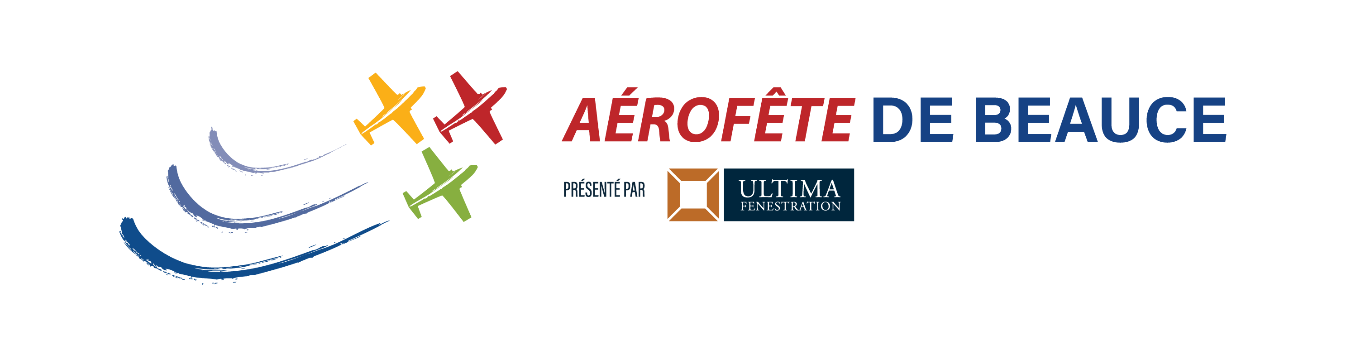 AÉROFÊTE DE BEAUCE
PRÉSENTÉ PAR
ULTIMA
FENESTRATION